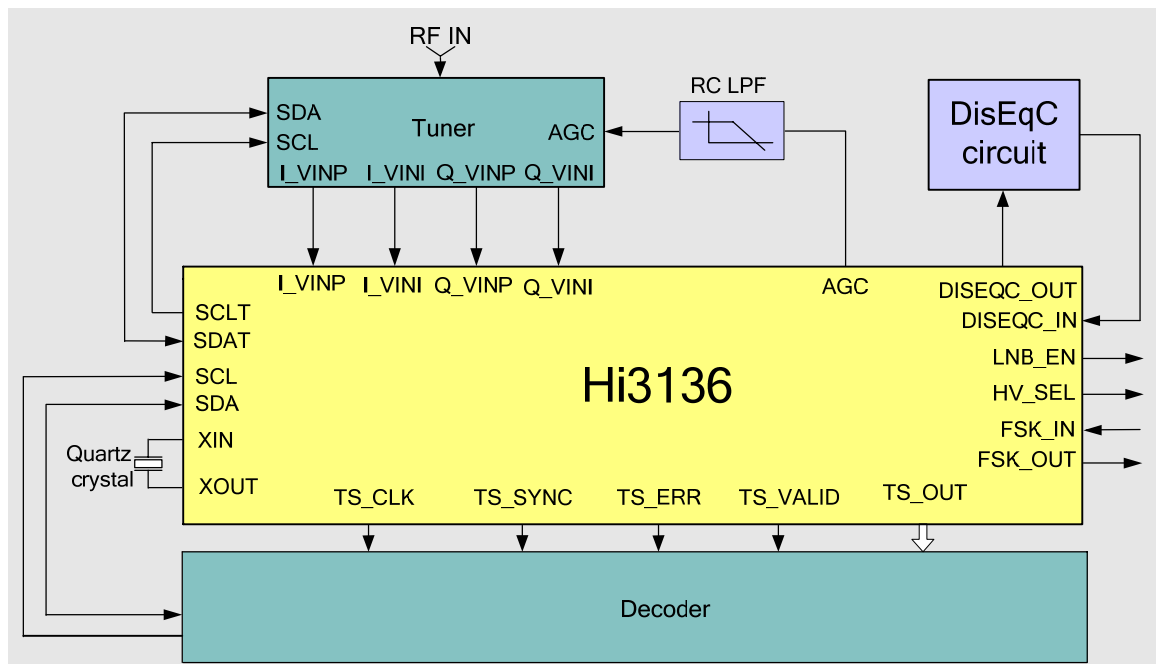 RF IN
RC LPF
SDA
SCL
Tuner
AGC
I_VINP I_VINI Q_VINP Q_VINI
DisEqC
circuit
I_VINP I_VINI Q_VINP Q_VINI
AGC
DISEQC_OUT
DISEQC_IN
LNB_EN
HV_SEL
FSK_IN
FSK_OUT
SCLT
SDAT
SCL
SDA
XIN
XOUT
Quartz
crystal
Hi3136
TS_CLK TS_SYNC TS_ERR TS_VALID TS_OUT
Decoder